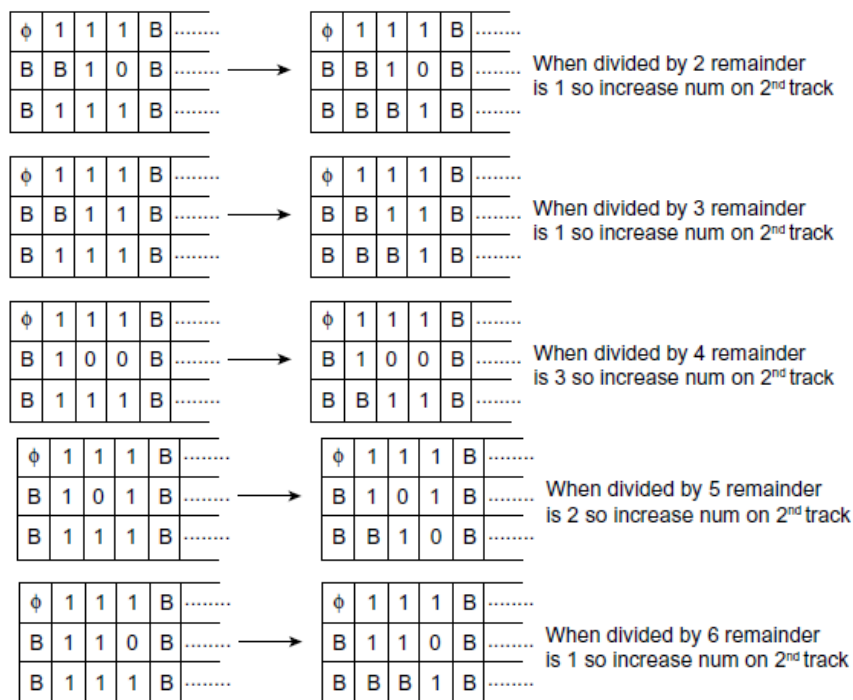 ϕ 1 1 1 B ........ ϕ 1 1 1 B ........
B B 1 0 B ........ B B 1 0 B ........ When divided by 2 remainder
is 1 so increase num on 2nd track
B 1 1 1 B ........ B B B 1 B ........
ϕ 1 1 1 B ........ ϕ 1 1 1 B ........
B B 1 1 B ........ B B 1 1 B ........ When divided by 3 remainder
is 1 so increase num on 2nd track
B 1 1 1 B ........ B B B 1 B ........
ϕ 1 1 1 B ........ ϕ 1 1 1 B ........
B 1 0 0 B ........ B 1 0 0 B ........ When divided by 4 remainder
is 3 so increase num on 2nd track
B 1 1 1 B ........ B B 1 1 B ........
ϕ 1 1 1 B ........ ϕ 1 1 1 B ........
B 1 0 1 B ........ B 1 0 1 B ........ When divided by 5 remainder
is 2 so increase num on 2nd track
B 1 1 1 B ........ B B 1 0 B ........
ϕ 1 1 1 B ........ ϕ 1 1 1 B ........
B 1 1 0 B ........ B 1 1 0 B ........ When divided by 6 remainder
is 1 so increase num on 2nd track
B 1 1 1 B ........ B B B 1 B ........